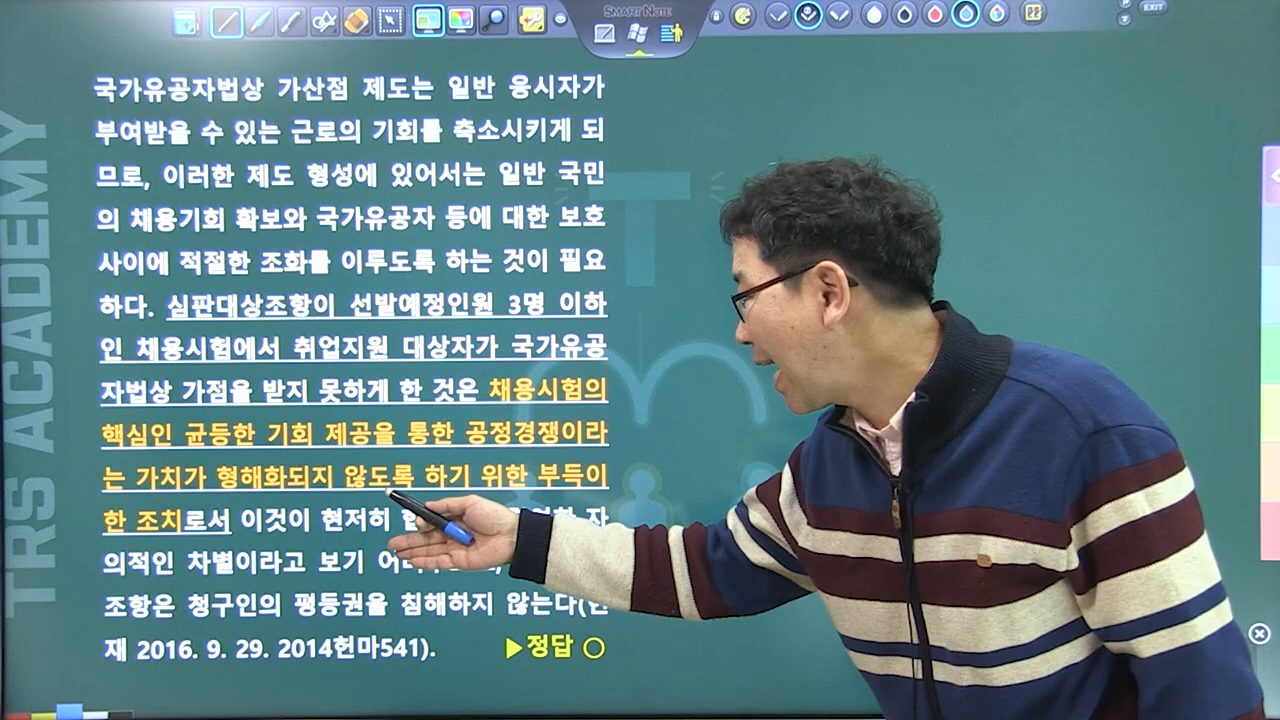 SMART NOTE
EXIT
TRS ACADEMY
국가유공자법상 가산점 제도는 일반 응시자가
부여받을 수 있는 근로의 기회를 축소시키게 되
므로, 이러한 제도 형성에 있어서는 일반 국민
의 채용기회 확보와 국가유공자 등에 대한 보호
사이에 적절한 조화를 이루도록 하는 것이 필요
하다. 심판대상조항이 선발예정인원 3명 이하
인 채용시험에서 취업지원 대상자가 국가유공
자법상 가점을 받지 못하게 한 것은 채용시험의
핵심인 균등한 기회 제공을 통한 공정경쟁이라
는 가치가 형해화되지 않도록 하기 위한 부득이
한 조치로서 이것이 현저히 자
의적인 차별이라고 보기
조항은 청구인의 평등권을 침해하지 않는다(헌
재 2016. 9. 29. 2014헌마541). ▶정답 ○